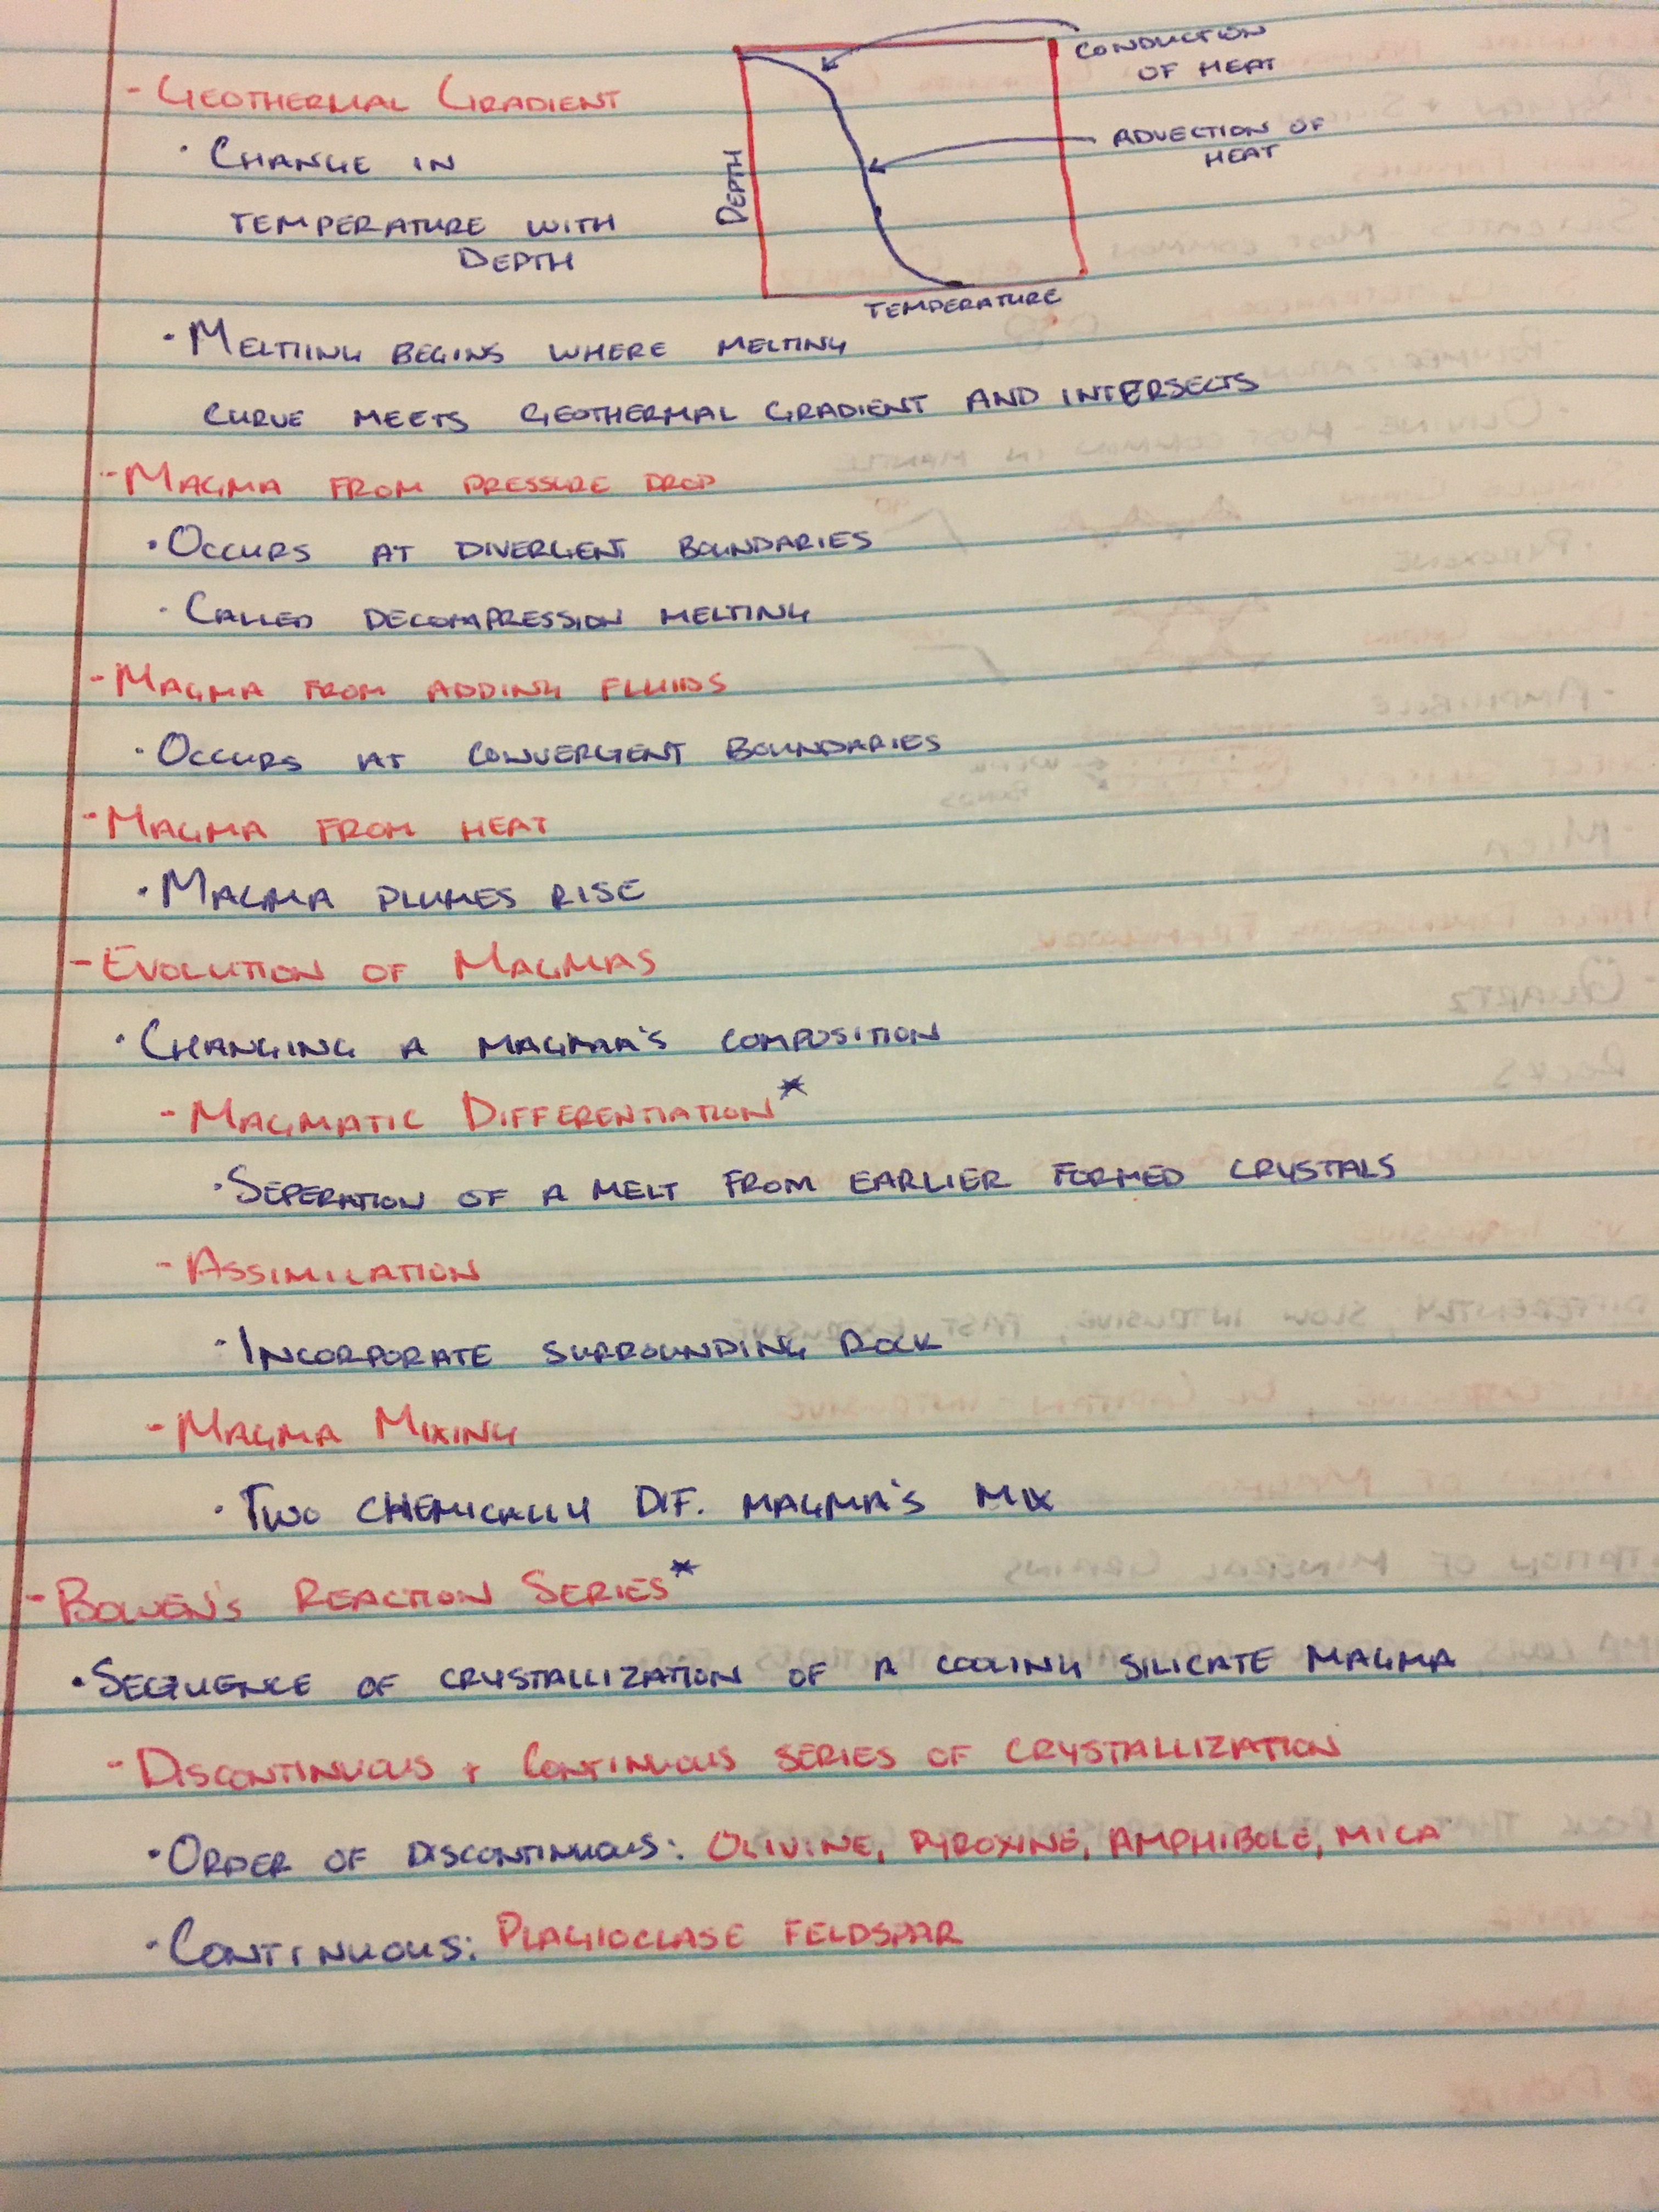 CONDUCTION
OF HEAT
- GEOTHERMAL GRADIENT
ADVECTION OF
HEAT
· CHANGE IN
TEMPERATURE WITH
DEPTH
DEPTH
TEMPERATURE
· MELTIING BEGINS WHERE MELTING
CURVE MEETS GEOTHERMAL GRADIENT AND INTERSECTS
- MAGMA FROM PRESSURE DROP
· OCCURS AT DIVERGENT BOUNDARIES
· CALLED DECOMPRESSION MELTING
- MAGMA FROM ADDING FLUIDS
· OCCURS AT CONVERGENT BOUNDARIES
- MAGMA FROM HEAT
· MAGMA PLUMES RISE
- EVOLUTION OF MAGMAS
· CHANGING A MAGMA'S COMPOSITION
- MAGMATIC DIFFERENTIATION*
· SEPERATION OF A MELT FROM EARLIER FORMED CRYSTALS
- ASSIMILATION
· INCORPORATE SURROUNDING ROCK
- MAGMA MIXING
· TWO CHEMICALLY DIF. MAGMA'S MIX
- BOWEN'S REACTION SERIES*
· SEQUENCE OF CRYSTALLIZATION OF A COOLING SILICATE MAGMA
- DISCONTINUOUS + CONTINUOUS SERIES OF CRYSTALLIZATION
· ORDER OF DISCONTINUOUS: OLIVINE, PYROXINE, AMPHIBOLE, MICA
· CONTINUOUS: PLAGIOCLASE FELDSPAR